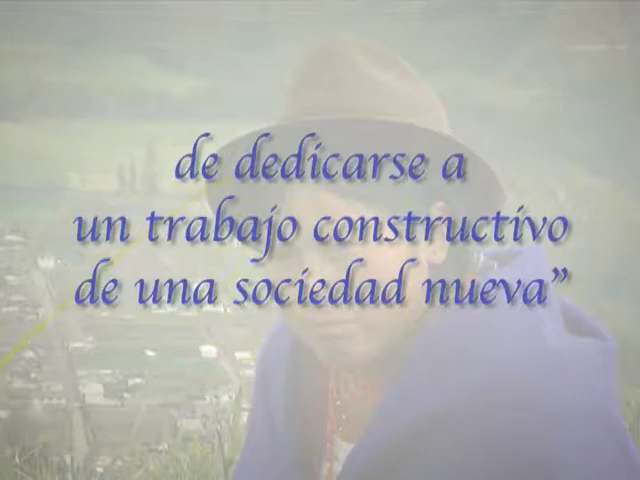 de dedicarse a
un trabajo constructivo
de una sociedad nueva”